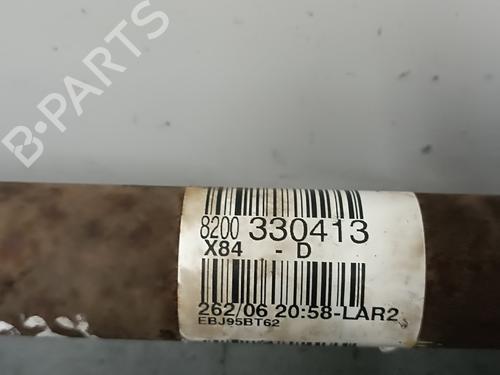 B-PARTS
8200 330413
X84 - D
262/06 20:58-LAR2
EBJ95BT62